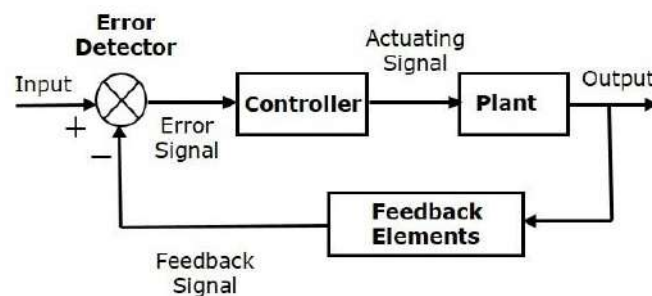 Error
Detector
Input
+
−
Error
Signal
Controller
Actuating
Signal
Plant
Output
Feedback
Elements
Feedback
Signal